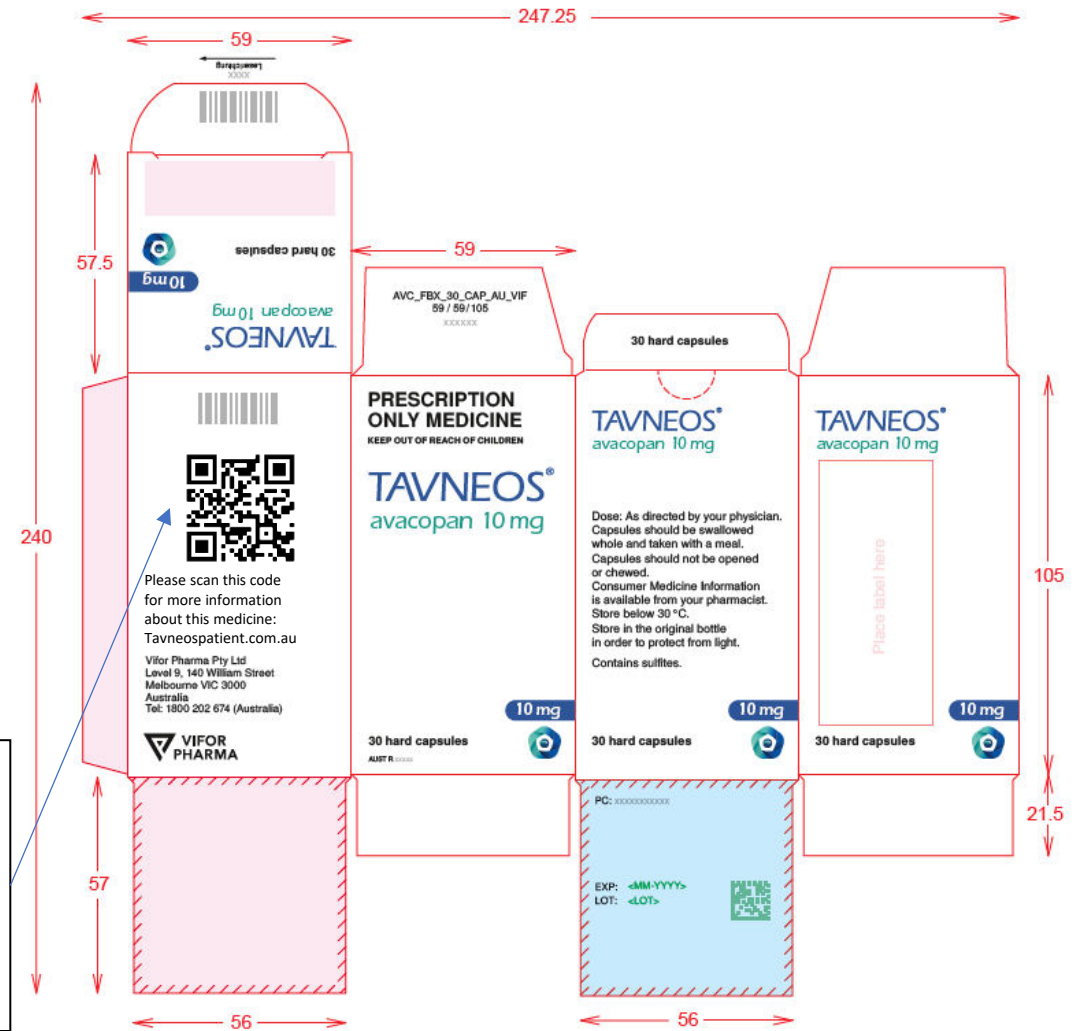 247.25
59
Leserichtung
XXXX
57.5
30 hard capsules
10 mg
avacopan 10 mg
TAVNEOS®
240
Please scan this code
for more information
about this medicine:
Tavneospatient.com.au
Vifor Pharma Pty Ltd
Level 9, 140 William Street
Melbourne VIC 3000
Australia
Tel: 1800 202 674 (Australia)
VIFOR
PHARMA
57
56
59
AVC_FBX_30_CAP_AU_VIF
59 / 59/105
xxxxxx
PRESCRIPTION
ONLY MEDICINE
KEEP OUT OF REACH OF CHILDREN
TAVNEOS®
avacopan 10 mg
10 mg
30 hard capsules
AUST R xxxxx
30 hard capsules
TAVNEOS®
avacopan 10 mg
Dose: As directed by your physician.
Capsules should be swallowed
whole and taken with a meal.
Capsules should not be opened
or chewed.
Consumer Medicine Information
is available from your pharmacist.
Store below 30 °C.
Store in the original bottle
in order to protect from light.
Contains sulfites.
10 mg
30 hard capsules
PC: xxxxxxxxxxx
EXP: <MM-YYYY>
LOT: <LOT>
56
TAVNEOS®
avacopan 10 mg
Place label here
10 mg
30 hard capsules
105
21.5